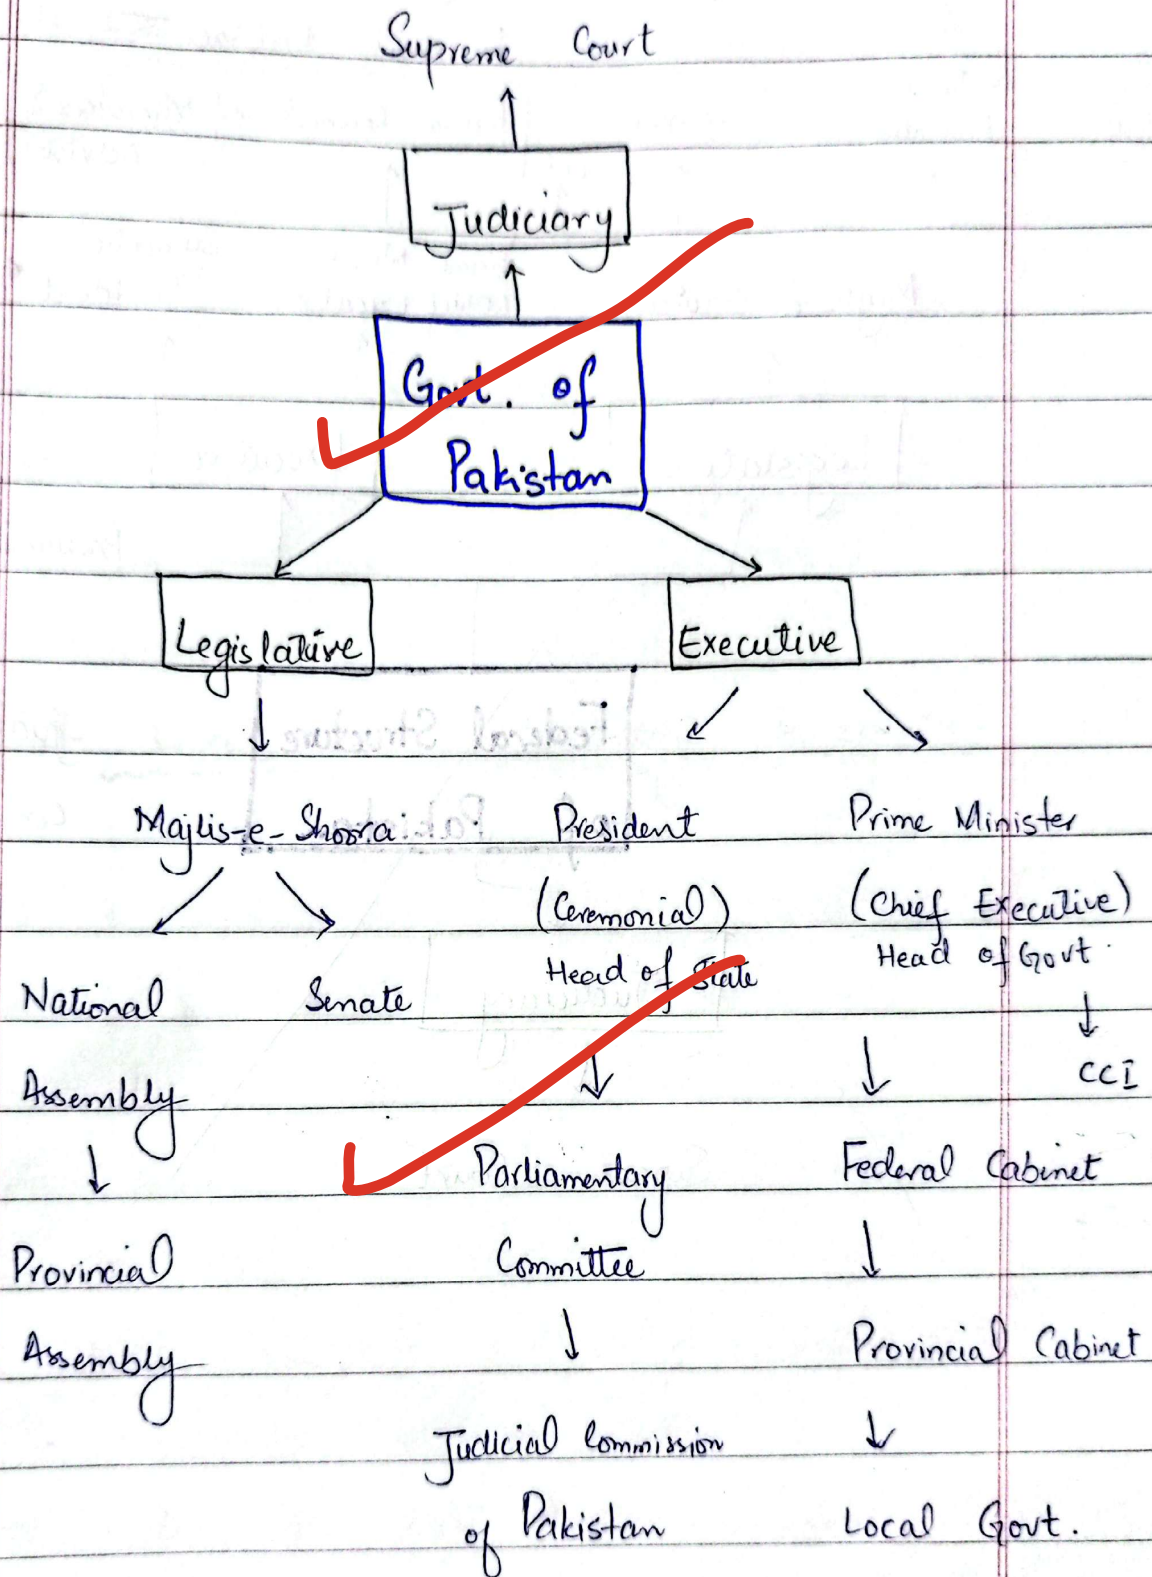 Supreme Court
Judiciary
Govt. of
Pakistan
Legislative
Executive
Majlis-e-Shoora
President
Prime Minister
(Ceremonial)
(Chief Executive)
Head of State
Head of Govt.
National
Senate
CCI
Assembly
Parliamentary
Federal Cabinet
Provincial
Committee
Assembly
Provincial Cabinet
Judicial Commission
of Pakistan
Local Govt.